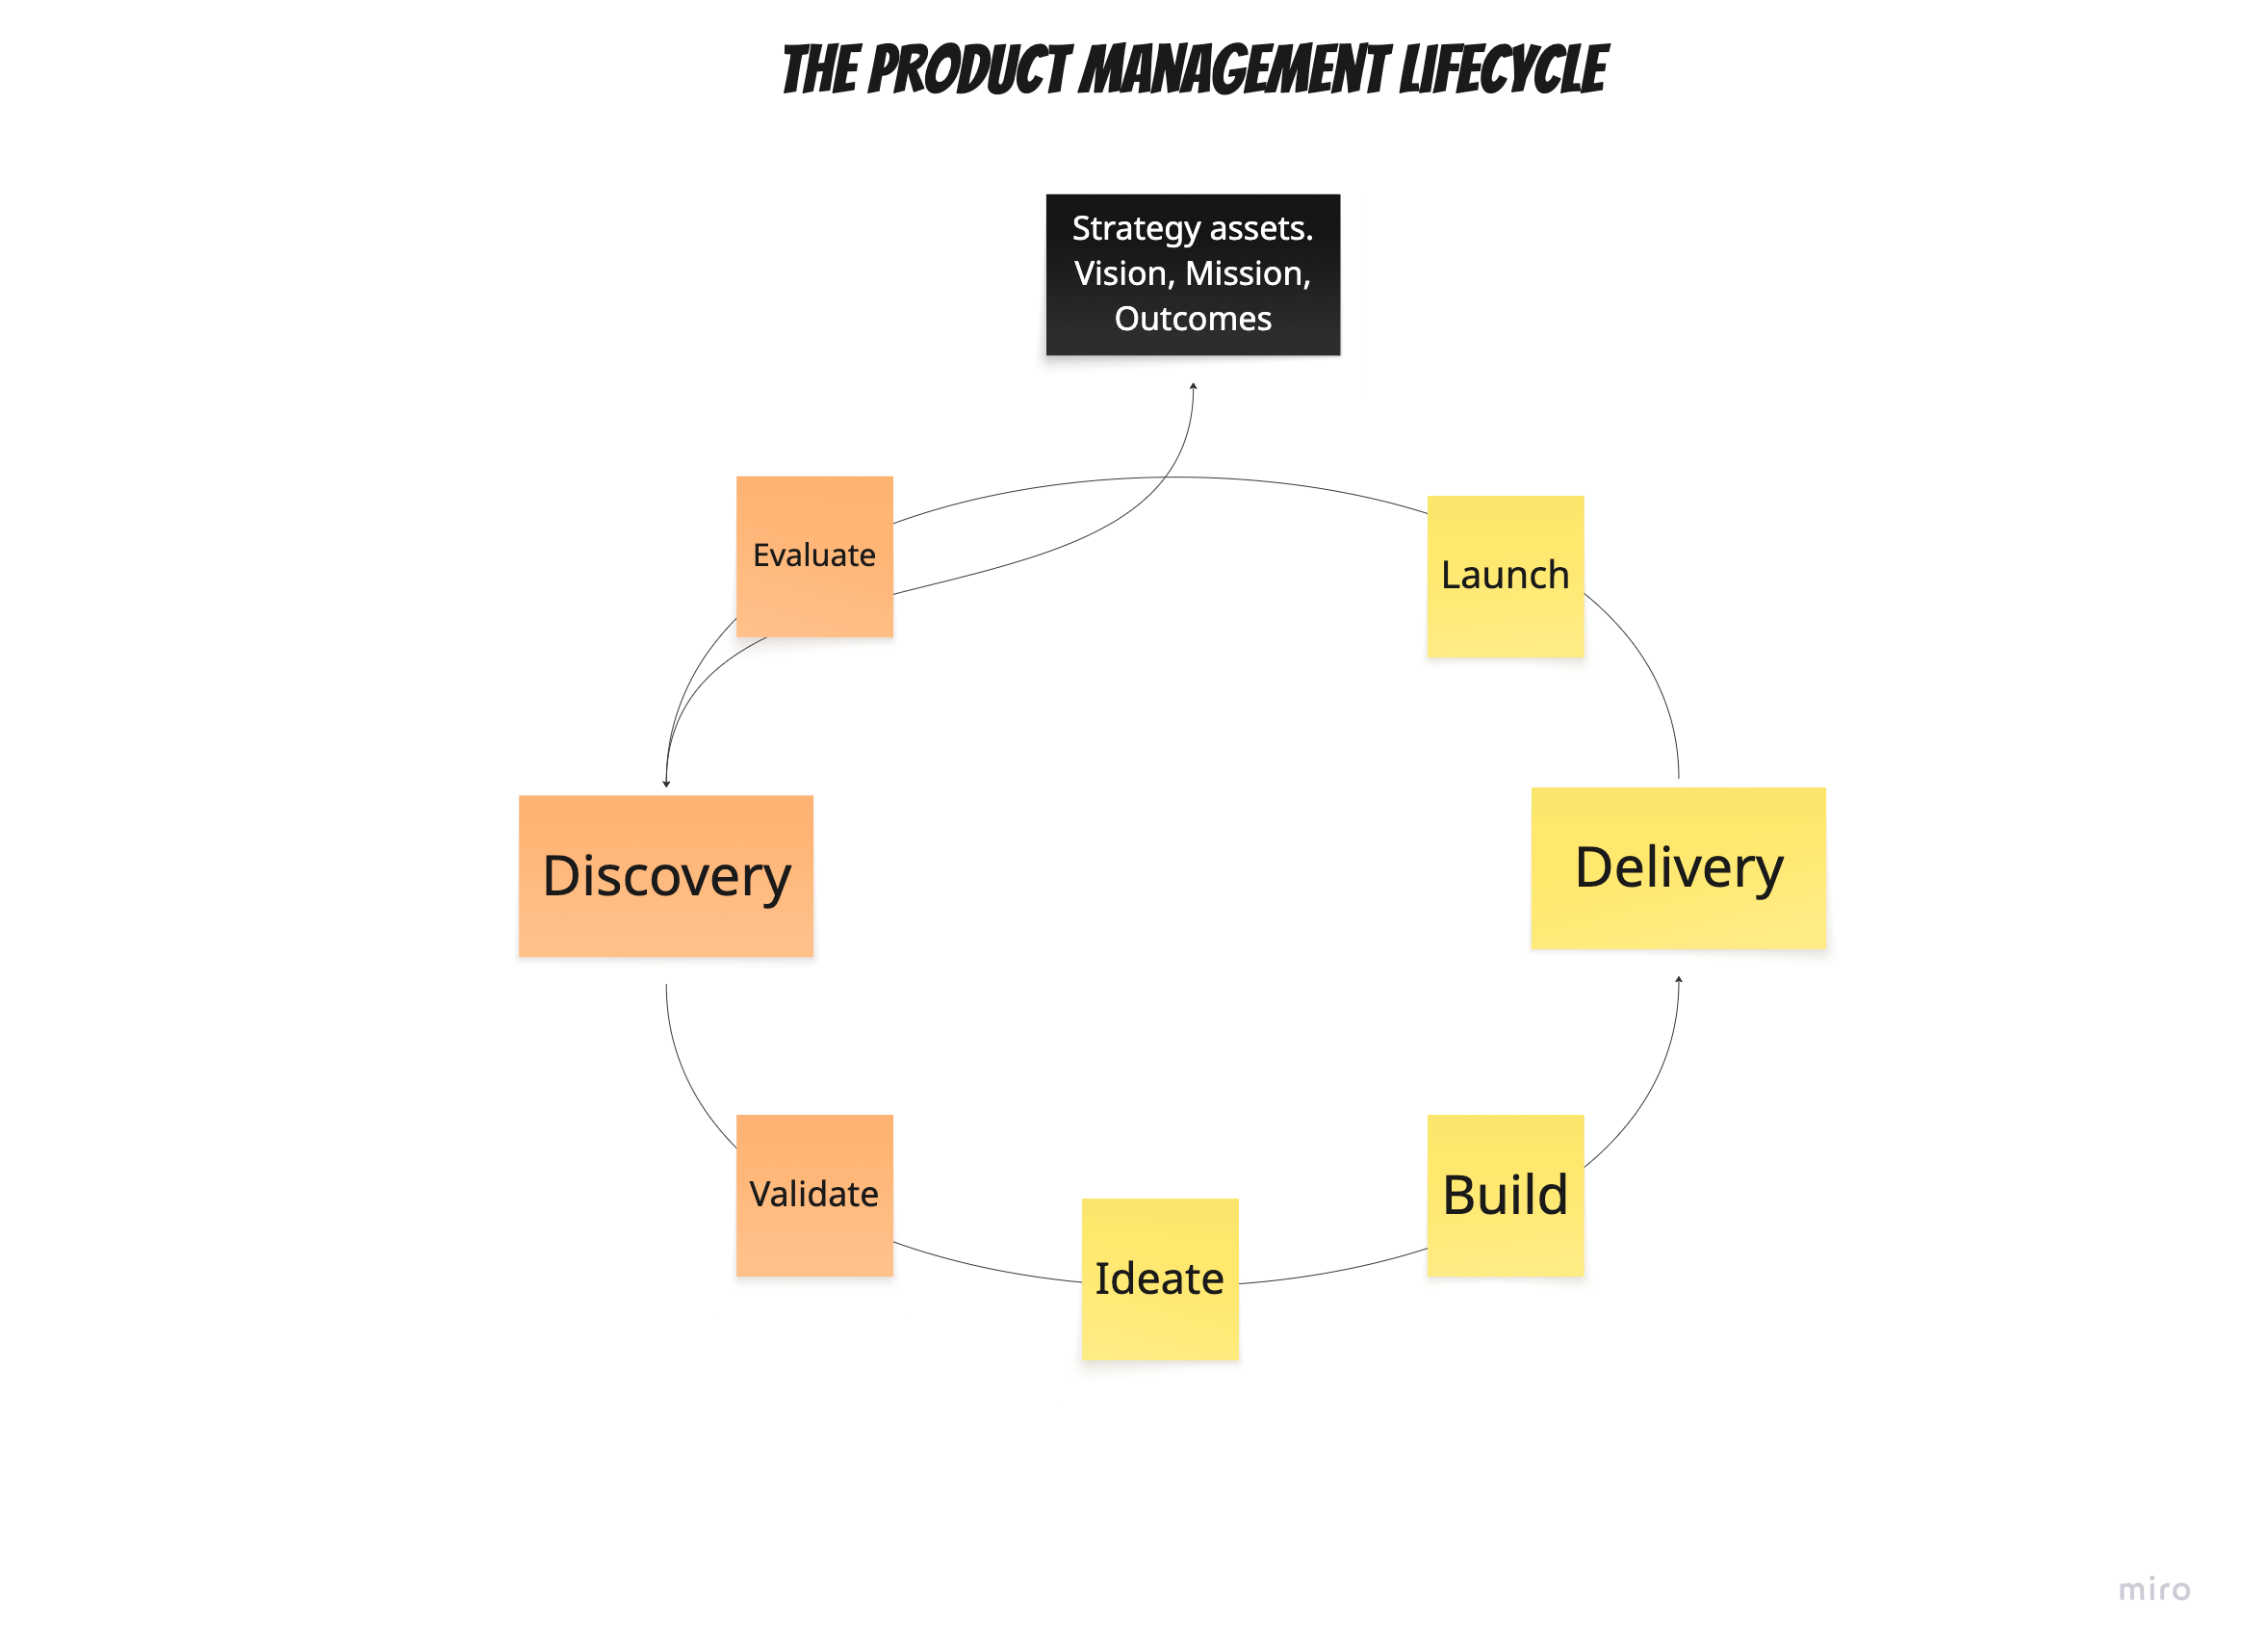 THE PRODUCT MANAGEMENT LIFECYCLE
Strategy assets.
Vision, Mission,
Outcomes
Evaluate
Launch
Discovery
Delivery
Validate
Build
Ideate
miro